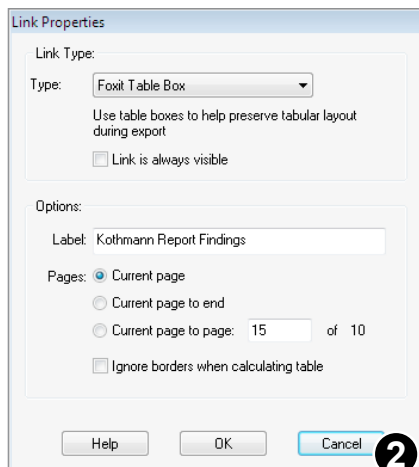 Link Properties
Link Type:
Type: Foxit Table Box
Use table boxes to help preserve tabular layout
during export
Link is always visible
Options:
Label: Kothmann Report Findings
Pages: Current page
Current page to end
Current page to page: 15 of 10
Ignore borders when calculating table
Help OK Cancel
2